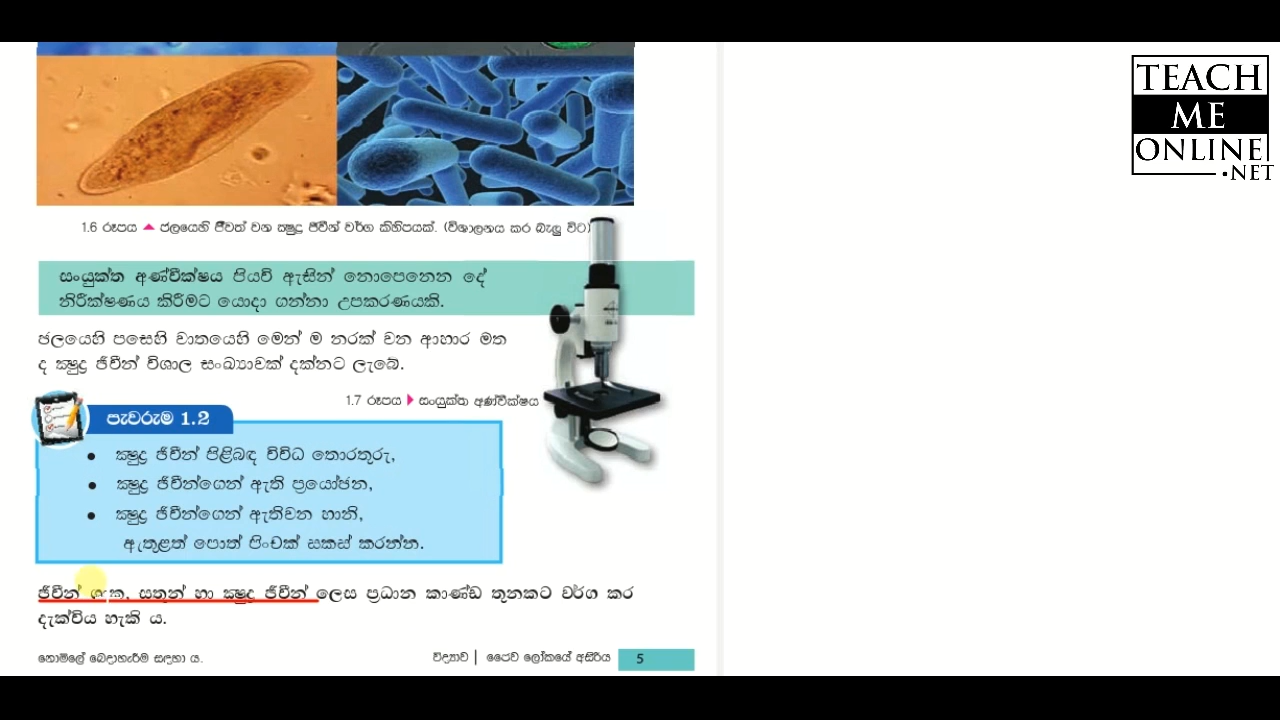 TEACH
ME
ONLINE
.NET
1.6 රූපය ▲ ජලයෙහි ජීවත් වන ක්‍ෂුද්‍ර ජීවීන් වර්ග කිහිපයක්. (විශාලනය කර බැලූ විට)
සංයුක්ත අණ්වීක්ෂය පියවි ඇසින් නොපෙනෙන දේ
නිරීක්ෂණය කිරීමට යොදා ගන්නා උපකරණයකි.
ජලයෙහි පසෙහි වාතයෙහි මෙන් ම නරක් වන ආහාර මත
ද ක්‍ෂුද්‍ර ජීවීන් විශාල සංඛ්‍යාවක් දක්නට ලැබේ.
1.7 රූපය ▶ සංයුක්ත අණ්වීක්ෂය
පැවරුම 1.2
● ක්‍ෂුද්‍ර ජීවීන් පිළිබඳ විවිධ තොරතුරු,
● ක්‍ෂුද්‍ර ජීවීන්ගෙන් ඇති ප්‍රයෝජන,
● ක්‍ෂුද්‍ර ජීවීන්ගෙන් ඇතිවන හානි,
ඇතුළත් පොත් පිංචක් සකස් කරන්න.
ජීවීන් ශාක, සතුන් හා ක්‍ෂුද්‍ර ජීවීන් ලෙස ප්‍රධාන කාණ්ඩ තුනකට වර්ග කර
දැක්විය හැකි ය.
නොමිලේ බෙදාහැරීම සඳහා ය.
විද්‍යාව | ජෛව ලෝකයේ අසිරිය 5